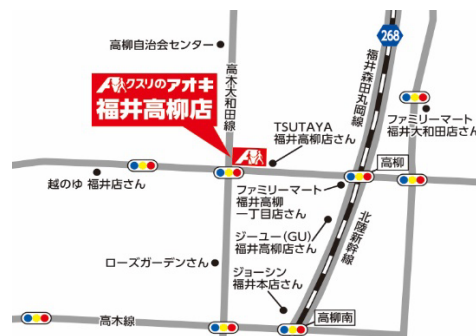 268
高柳自治会センター
高木大和田線
福井森田丸岡線
クスリのアオキ
福井高柳店
ファミリーマート
福井大和田店さん
TSUTAYA
福井高柳店さん
高柳
越のゆ 福井店さん
ファミリーマート
福井高柳
一丁目店さん
ジーユー(GU)
福井高柳店さん
北陸新幹線
ローズガーデンさん
ジョーシン
福井本店さん
高柳南
高木線